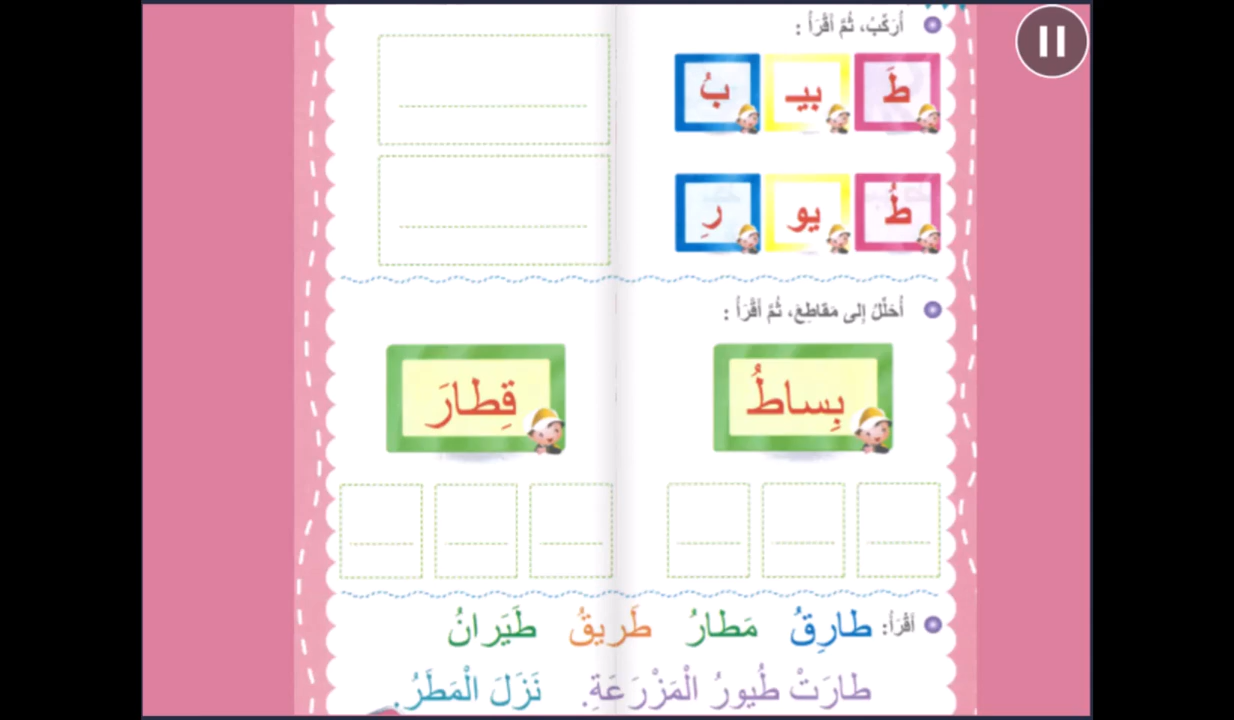 أُرَكِّبُ، ثُمَّ أَقْرَأُ :
طَ بيـ بُ
طُ يو رِ
أُحَلِّلُ إِلى مَقاطِعَ، ثُمَّ أَقْرَأُ :
بِساطُ قِطارَ
أَقْرَأُ: طارِقُ مَطارُ طَريقُ طَيَرانُ
طارَتْ طُيورُ الْمَزْرَعَةِ. نَزَلَ الْمَطَرُ.